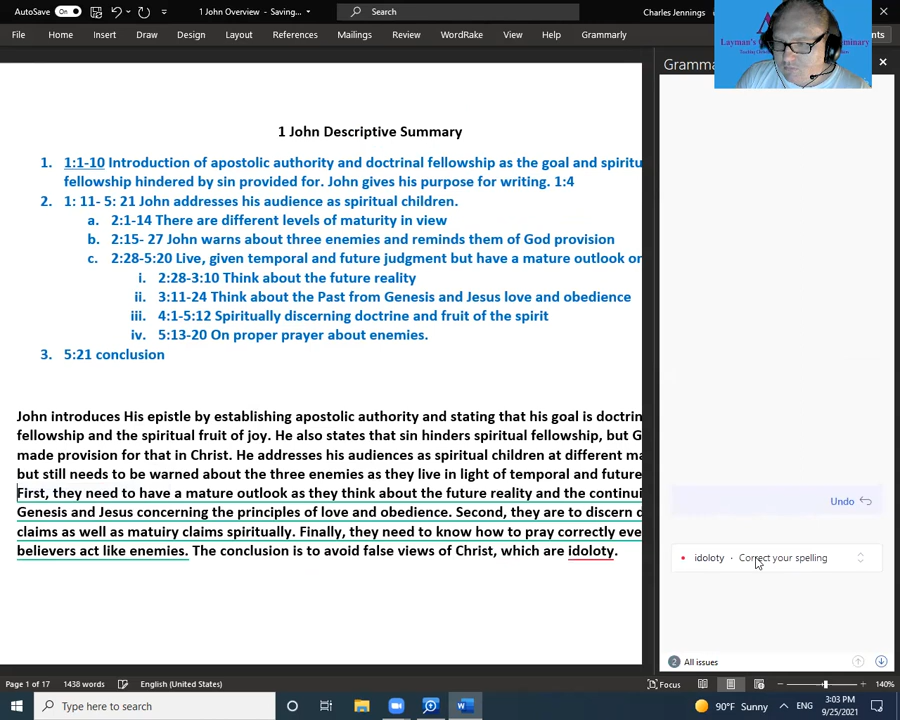 AutoSave On 1 John Overview - Saving... Search Charles Jennings
File Home Insert Draw Design Layout References Mailings Review WordRake View Help Grammarly
Layman's
1 John Descriptive Summary
1. 1:1-10 Introduction of apostolic authority and doctrinal fellowship as the goal and spiritu
fellowship hindered by sin provided for. John gives his purpose for writing. 1:4
2. 1: 11- 5: 21 John addresses his audience as spiritual children.
a. 2:1-14 There are different levels of maturity in view
b. 2:15- 27 John warns about three enemies and reminds them of God provision
c. 2:28-5:20 Live, given temporal and future judgment but have a mature outlook or
i. 2:28-3:10 Think about the future reality
ii. 3:11-24 Think about the Past from Genesis and Jesus love and obedience
iii. 4:1-5:12 Spiritually discerning doctrine and fruit of the spirit
iv. 5:13-20 On proper prayer about enemies.
3. 5:21 conclusion
John introduces His epistle by establishing apostolic authority and stating that his goal is doctrin
fellowship and the spiritual fruit of joy. He also states that sin hinders spiritual fellowship, but G
made provision for that in Christ. He addresses his audiences as spiritual children at different ma
but still needs to be warned about the three enemies as they live in light of temporal and future
First, they need to have a mature outlook as they think about the future reality and the continui
Genesis and Jesus concerning the principles of love and obedience. Second, they are to discern d
claims as well as matuiry claims spiritually. Finally, they need to know how to pray correctly eve
believers act like enemies. The conclusion is to avoid false views of Christ, which are idoloty.
Undo
idoloty · Correct your spelling
2 All issues
Page 1 of 17 1438 words English (United States) Focus 140%
Type here to search 90°F Sunny ENG 3:03 PM
9/25/2021